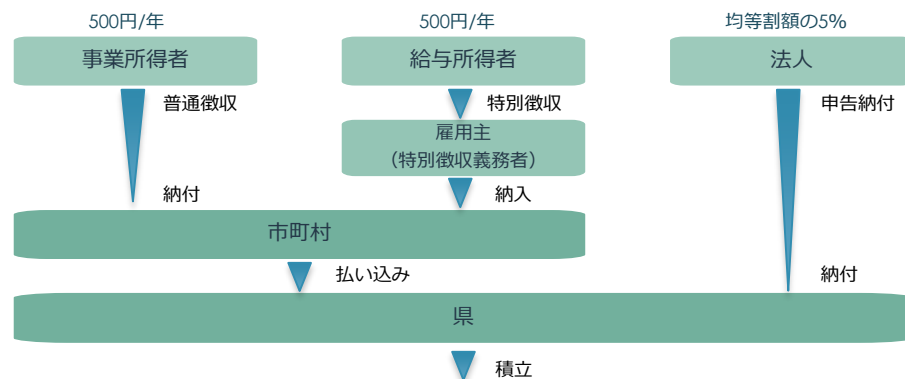 500円/年
500円/年
均等割額の5%
事業所得者
給与所得者
法人
普通徴収
特別徴収
申告納付
雇用主
（特別徴収義務者）
納付
納入
市町村
払い込み
納付
県
積立